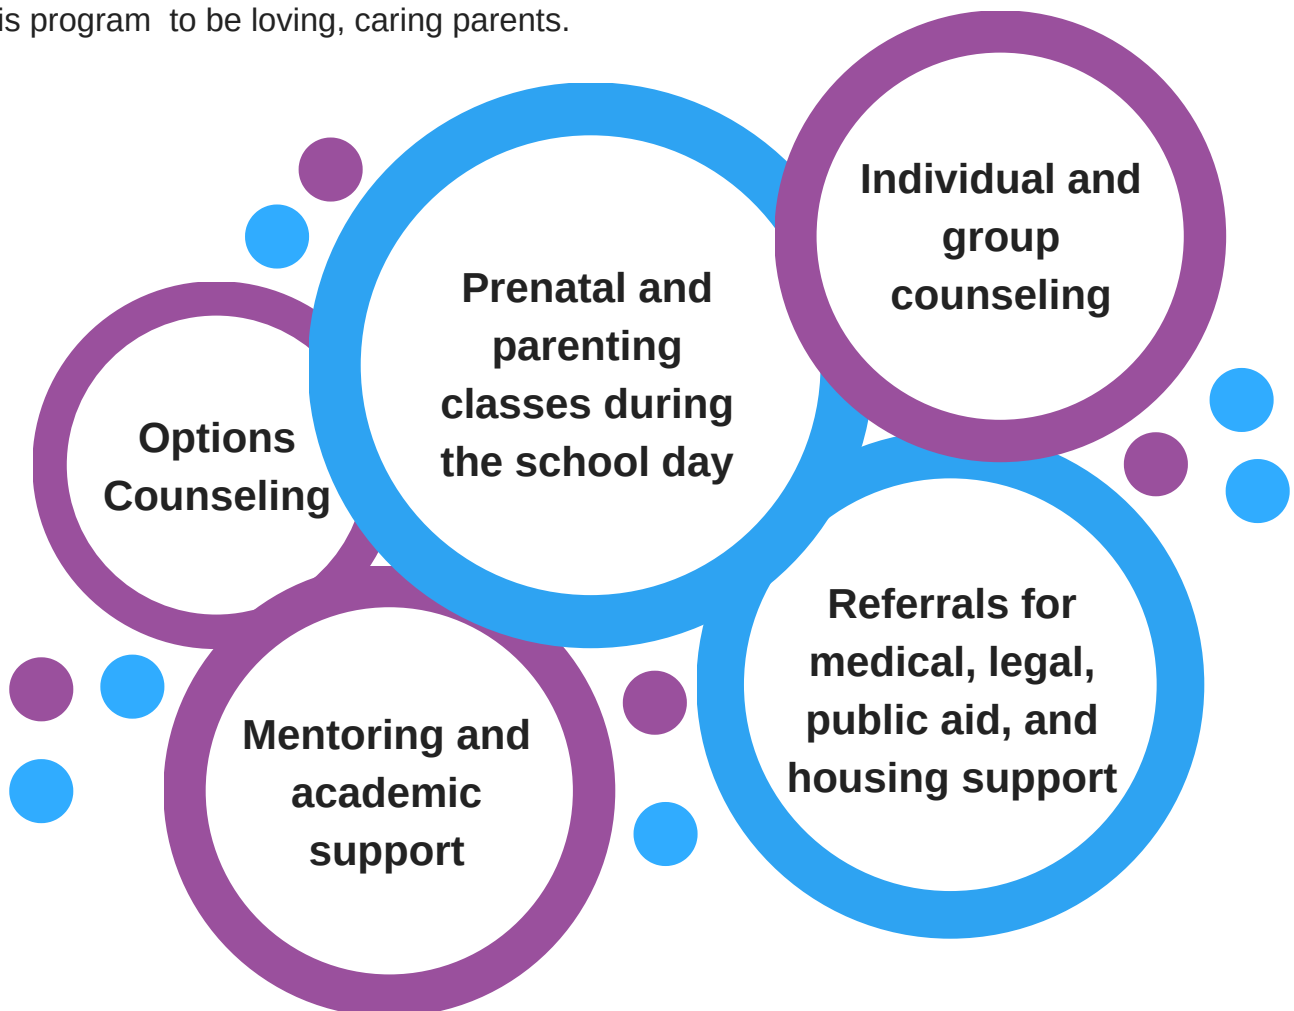 is program  to be loving, caring parents.
Individual and
group
counseling
Prenatal and
parenting
classes during
the school day
Options
Counseling
Referrals for
medical, legal,
public aid, and
housing support
Mentoring and
academic
support